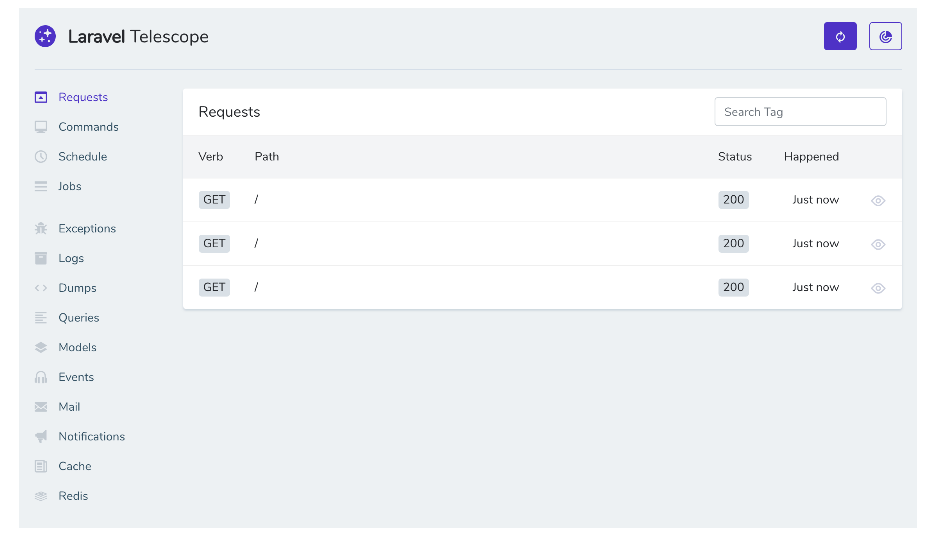 Laravel Telescope
Requests
Commands
Schedule
Jobs
Exceptions
Logs
Dumps
Queries
Models
Events
Mail
Notifications
Cache
Redis
Requests
Search Tag
Verb Path Status Happened
GET / 200 Just now
GET / 200 Just now
GET / 200 Just now